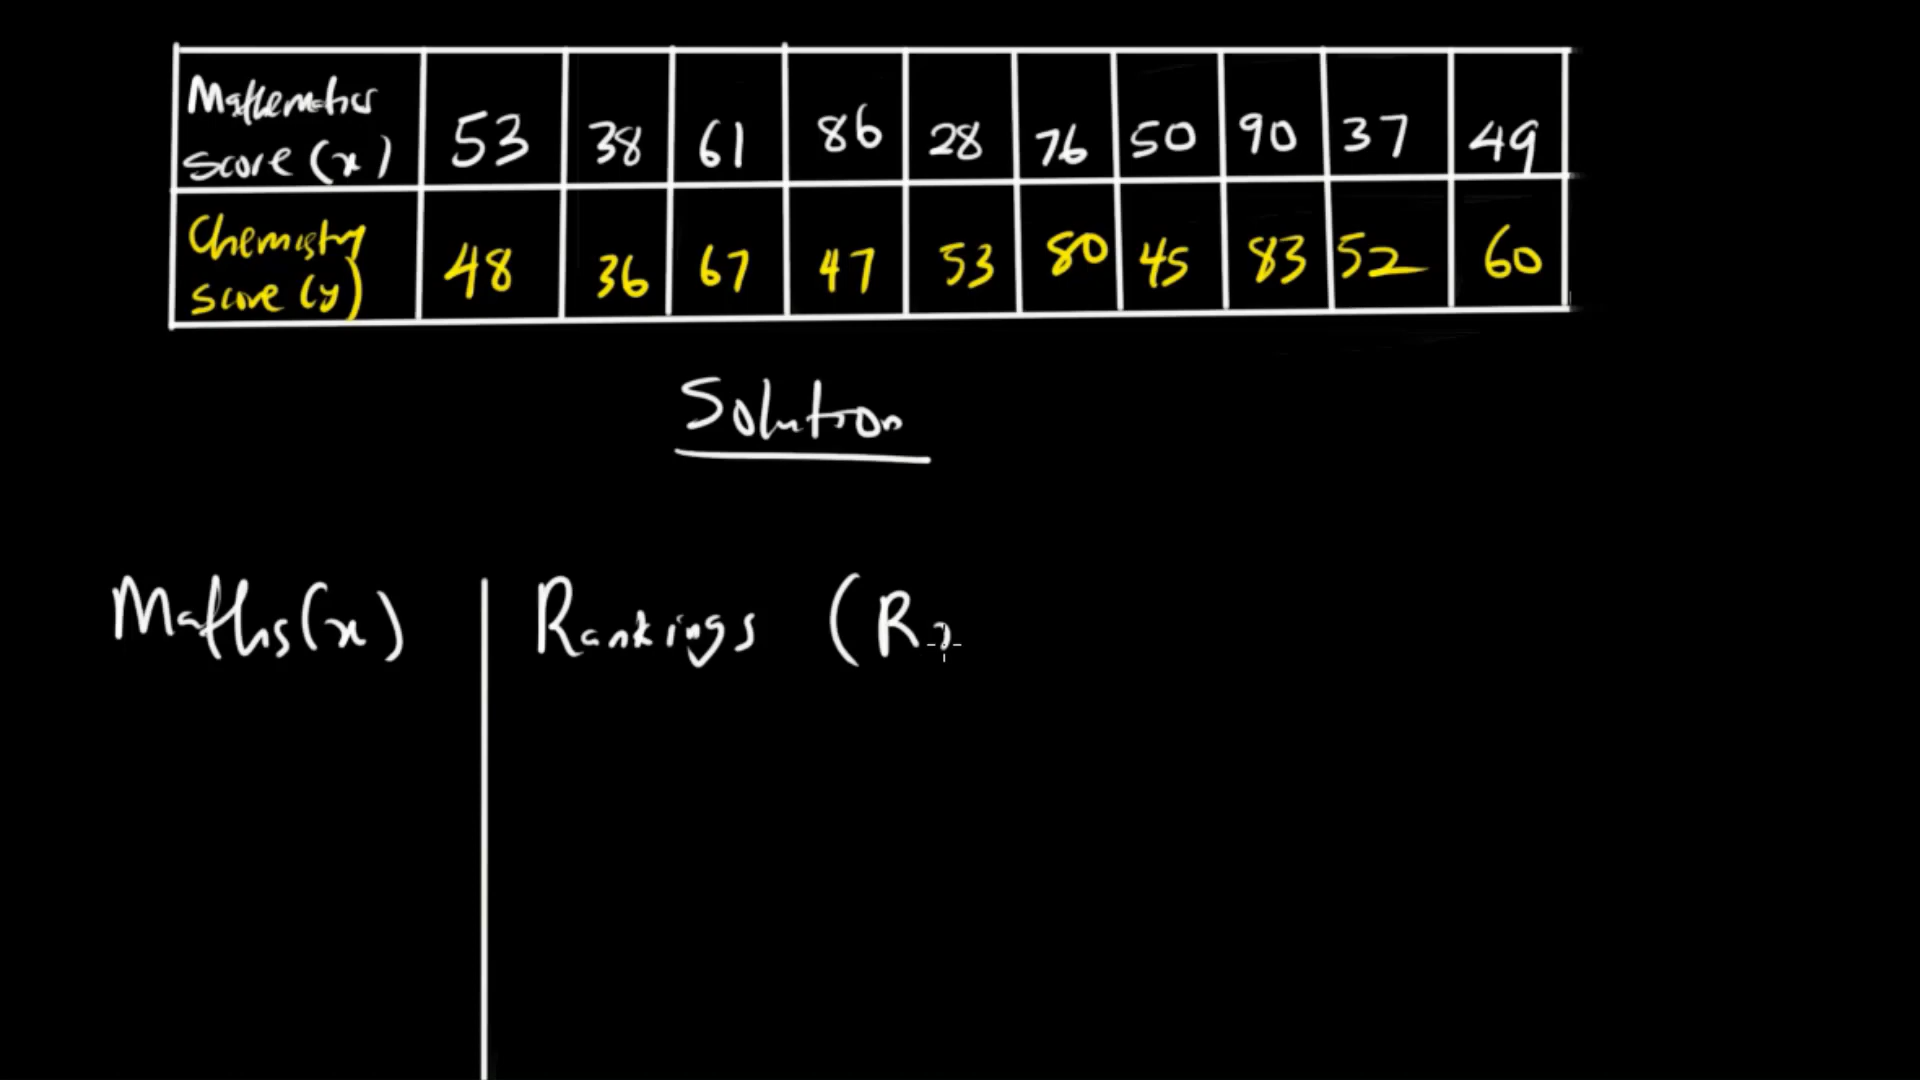 Mathematics score (x) 53 38 61 86 28 76 50 90 37 49
Chemistry score (y) 48 36 67 47 53 80 45 83 52 60
Solution
Maths(x) Rankings (R